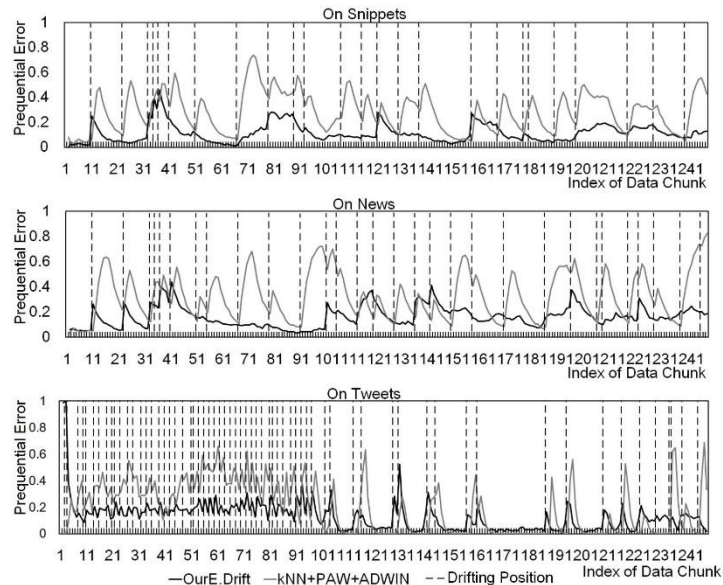 On Snippets
Prequential Error
1
0.8
0.6
0.4
0.2
0
1 11 21 31 41 51 61 71 81 91 101 111 121 131 141 151 161 171 181 191 201 211 221 231 241
Index of Data Chunk
On News
Prequential Error
1
0.8
0.6
0.4
0.2
0
1 11 21 31 41 51 61 71 81 91 101 111 121 131 141 151 161 171 181 191 201 211 221 231 241
Index of Data Chunk
On Tweets
Prequential Error
1
0.8
0.6
0.4
0.2
0
1 11 21 31 41 51 61 71 81 91 101 111 121 131 141 151 161 171 181 191 201 211 221 231 241
Index of Data Chunk
OurE.Drift kNN+PAW+ADWIN Drifting Position